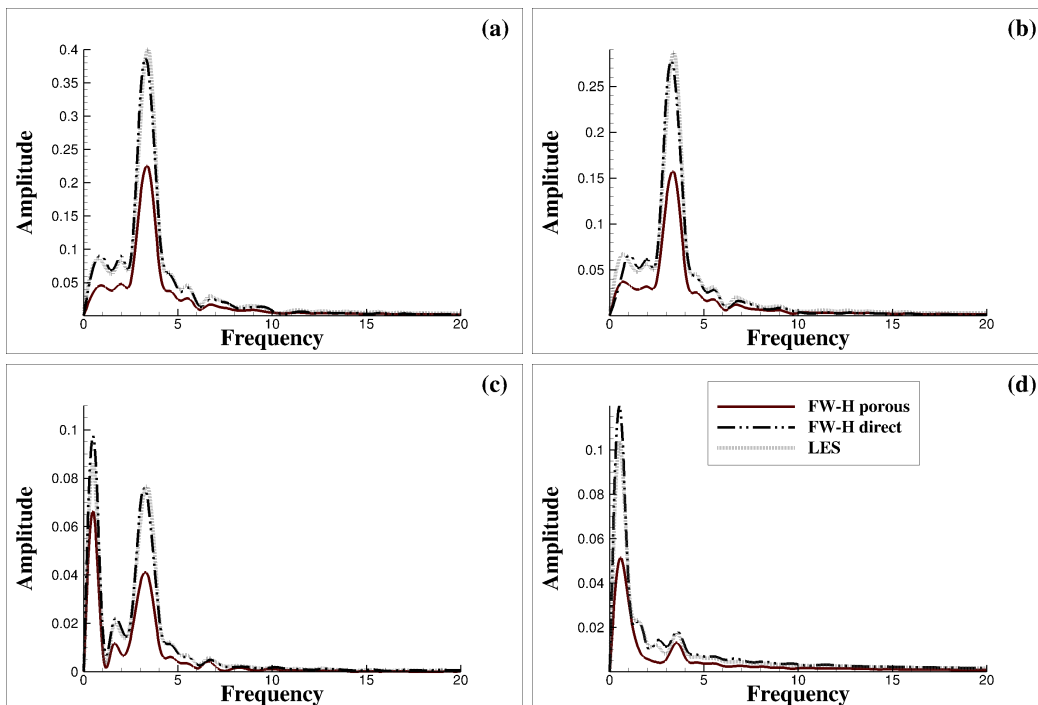 (a)
0.4
0.35
0.3
0.25
0.2
0.15
0.1
0.05
Amplitude
0 5 10 15 20
Frequency
(b)
0.25
0.2
0.15
0.1
0.05
Amplitude
0 5 10 15 20
Frequency
(c)
0.1
0.08
0.06
0.04
0.02
0
Amplitude
0 5 10 15 20
Frequency
(d)
FW-H porous
FW-H direct
LES
0.1
0.08
0.06
0.04
0.02
Amplitude
0 5 10 15 20
Frequency